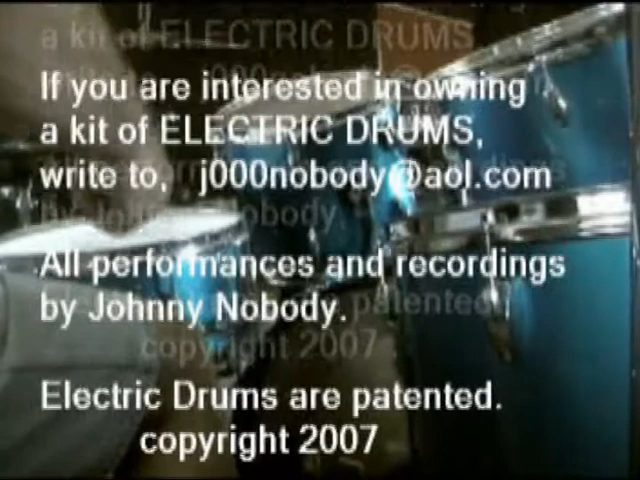 If you are interested in owning
a kit of ELECTRIC DRUMS,
write to, j000nobody@aol.com
All performances and recordings
by Johnny Nobody.
Electric Drums are patented.
copyright 2007